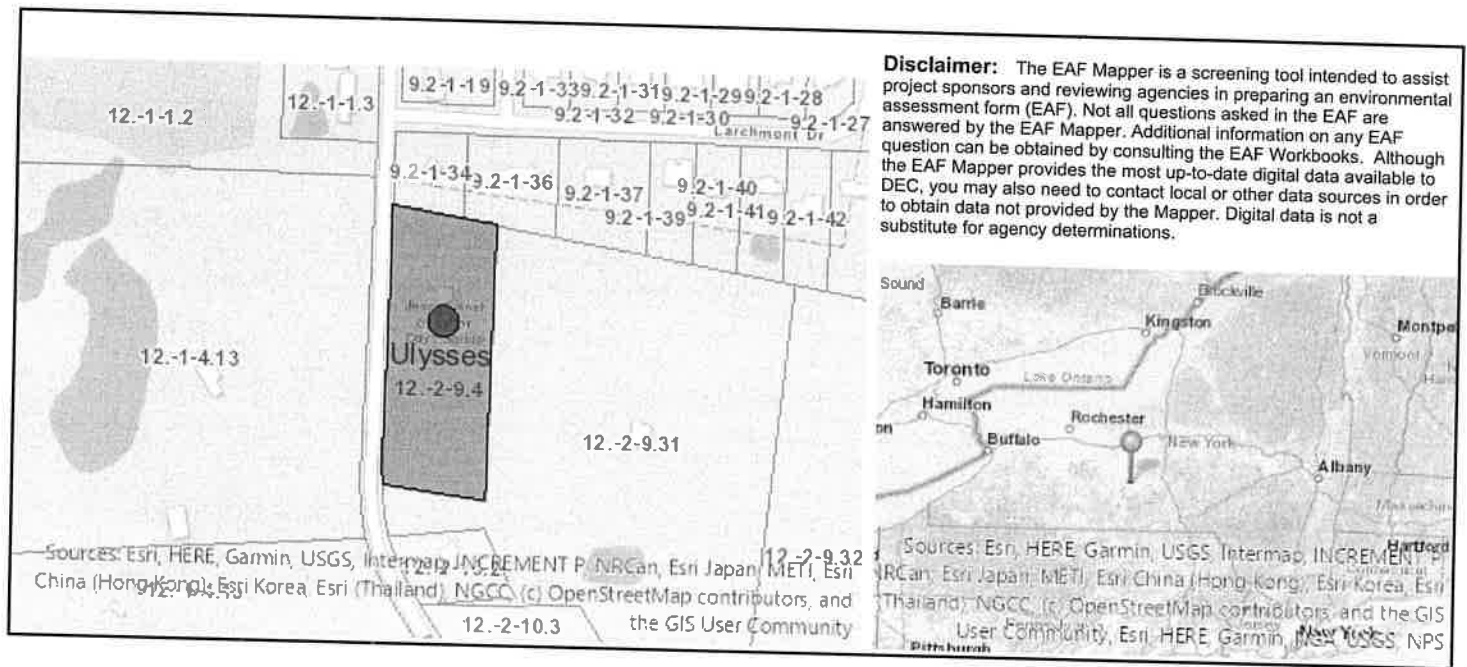 12.-1-1.2
12.-1-1.3
9.2-1-19 9.2-1-33 9.2-1-31 9.2-1-29 9.2-1-28
9.2-1-32 9.2-1-30 9.2-1-27
Larchmont Dr
9.2-1-34 9.2-1-36
9.2-1-37
9.2-1-40
9.2-1-39 9.2-1-41 9.2-1-42
12.-1-4.13
Ulysses
12.-2-9.4
12.-2-9.31
12.-2-9.32
Sources: Esri, HERE, Garmin, USGS, Intermap, INCREMENT P, NRCan, Esri Japan, METI, Esri
China (Hong Kong), Esri Korea, Esri (Thailand), NGCC, (c) OpenStreetMap contributors, and
the GIS User Community
12.-2-10.3
Disclaimer: The EAF Mapper is a screening tool intended to assist
project sponsors and reviewing agencies in preparing an environmental
assessment form (EAF). Not all questions asked in the EAF are
answered by the EAF Mapper. Additional information on any EAF
question can be obtained by consulting the EAF Workbooks. Although
the EAF Mapper provides the most up-to-date digital data available to
DEC, you may also need to contact local or other data sources in order
to obtain data not provided by the Mapper. Digital data is not a
substitute for agency determinations.
Sound
Barrie
Brockville
Kingston
Montpe
Vermont
Toronto
Lake Ontario
Hamilton
Rochester
on
Buffalo
New York
Albany
Hartford
Sources: Esri, HERE, Garmin, USGS, Intermap, INCREMENT P,
NRCan, Esri Japan, METI, Esri China (Hong Kong), Esri Korea, Esri
(Thailand), NGCC, (c) OpenStreetMap contributors, and the GIS
User Community, Esri, HERE, Garmin, USGS, NPS
New York
Pittsburgh